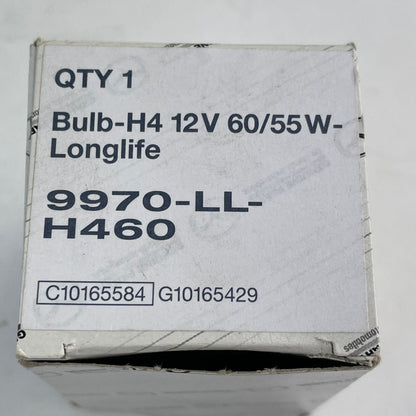 QTY 1
Bulb-H4 12V 60/55W-
Longlife
9970-LL-
H460
C10165584 G10165429